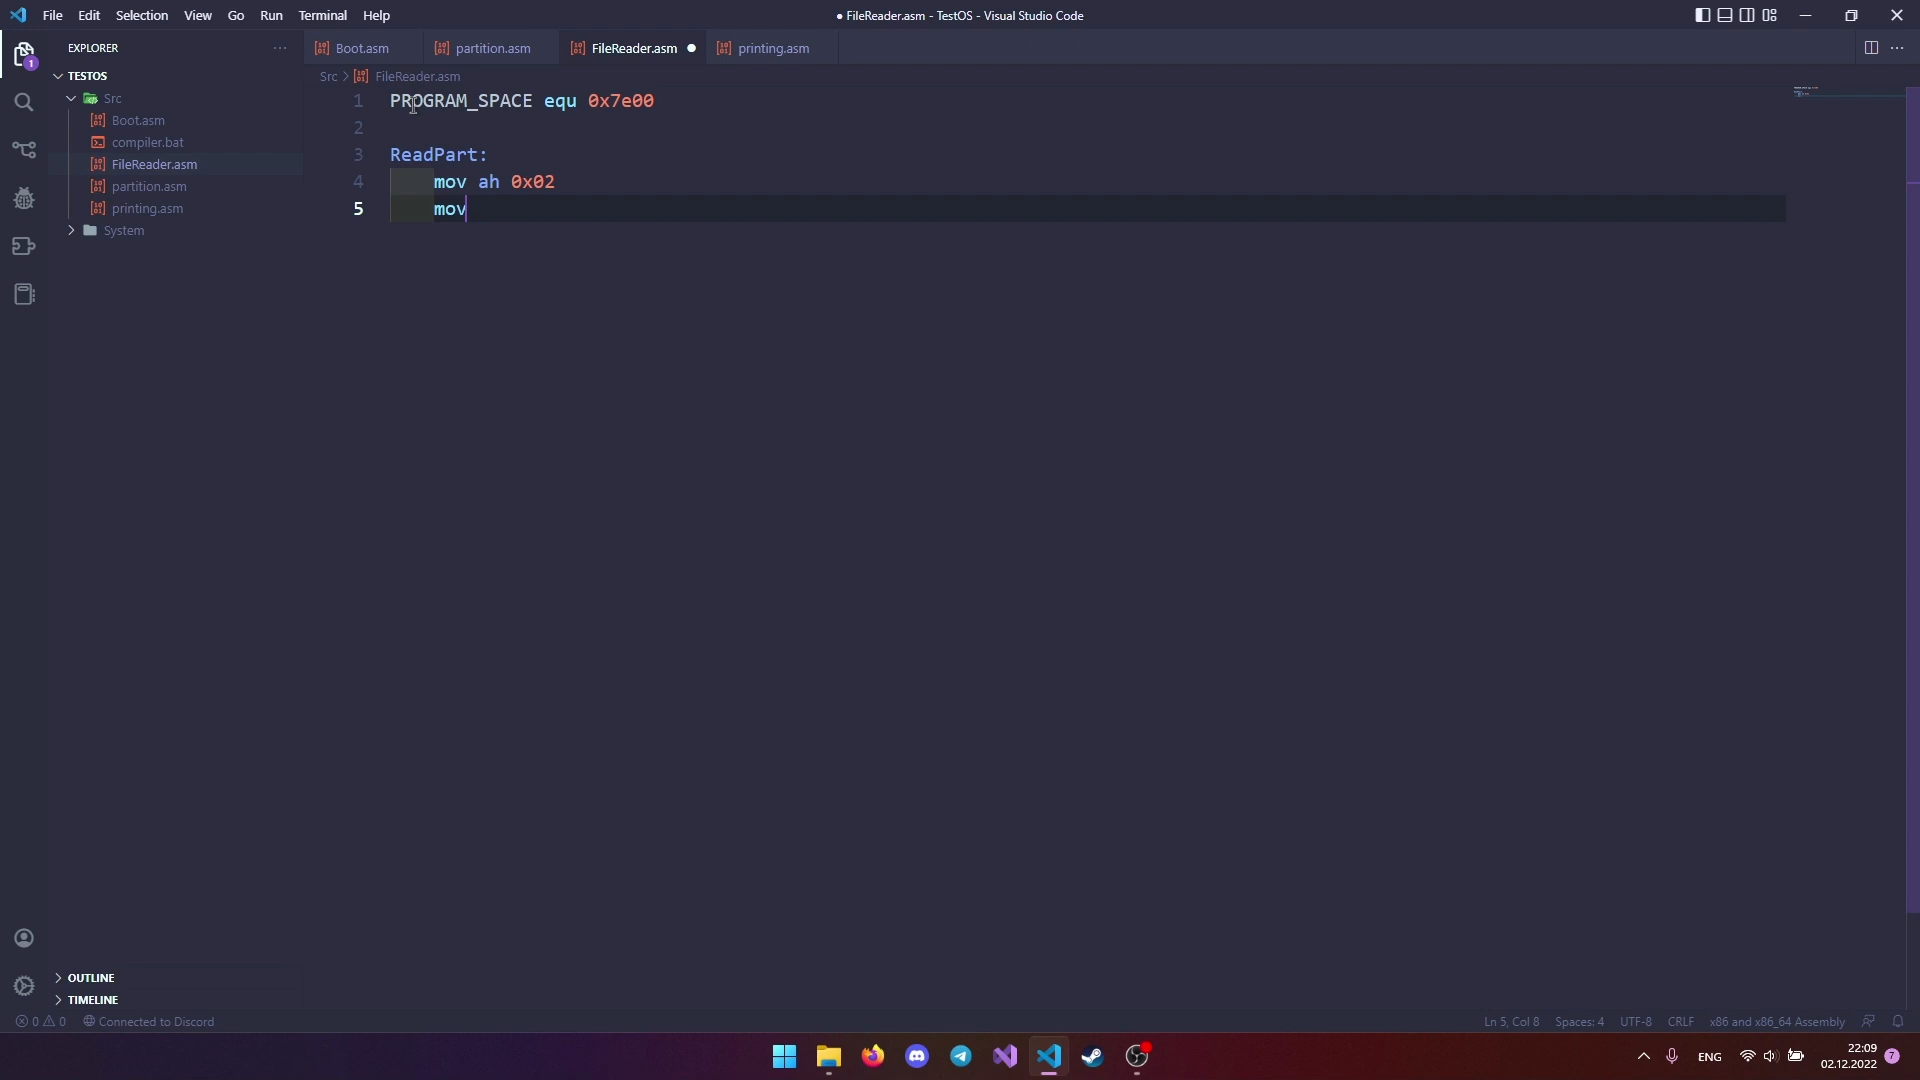 File Edit Selection View Go Run Terminal Help
● FileReader.asm - TestOS - Visual Studio Code
EXPLORER
1
TESTOS
Src
Boot.asm
compiler.bat
FileReader.asm
partition.asm
printing.asm
System
OUTLINE
TIMELINE
Boot.asm partition.asm FileReader.asm ● printing.asm
Src > FileReader.asm
1 PROGRAM_SPACE equ 0x7e00
2
3 ReadPart:
4 mov ah 0x02
5 mov
0 0 Connected to Discord
Ln 5, Col 8 Spaces: 4 UTF-8 CRLF x86 and x86_64 Assembly
ENG
22:09
02.12.2022
7